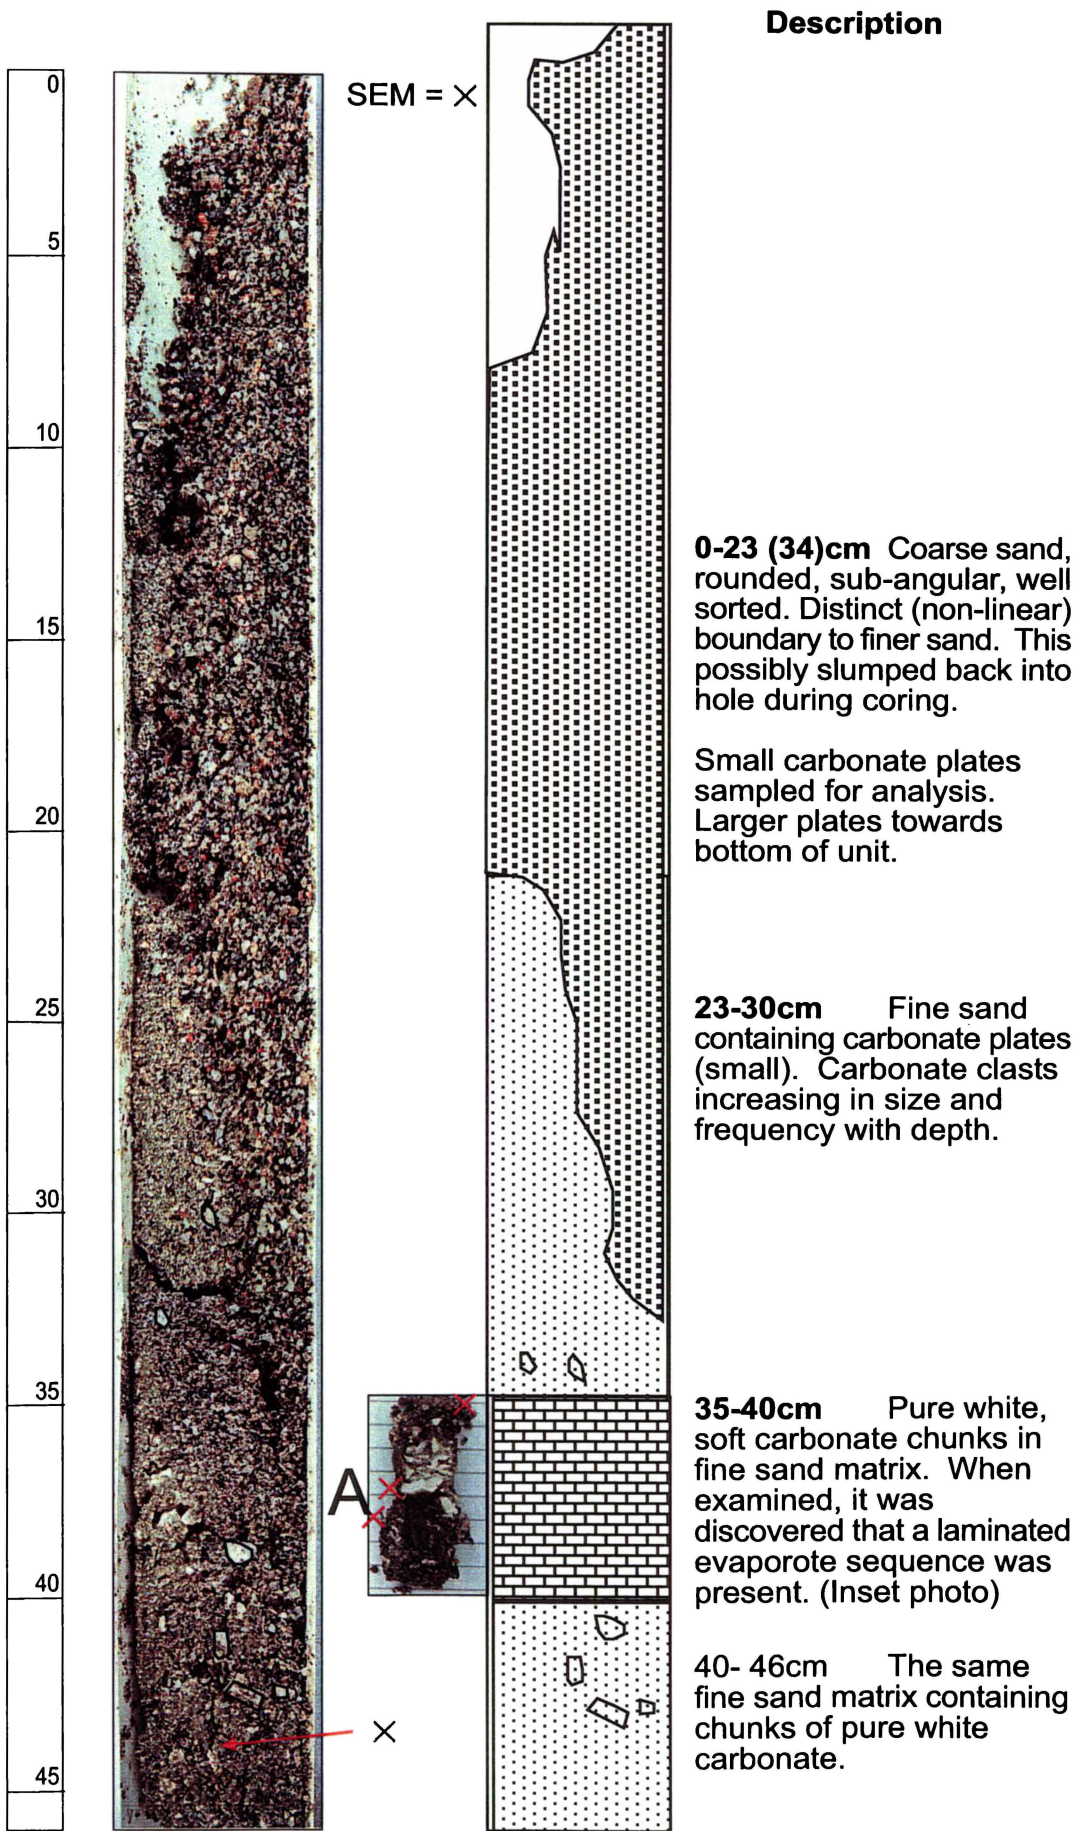 Description
SEM = ×
0
5
10
15
20
25
30
35
40
45
0-23 (34)cm Coarse sand,
rounded, sub-angular, well
sorted. Distinct (non-linear)
boundary to finer sand. This
possibly slumped back into
hole during coring.
Small carbonate plates
sampled for analysis.
Larger plates towards
bottom of unit.
23-30cm Fine sand
containing carbonate plates
(small). Carbonate clasts
increasing in size and
frequency with depth.
A
35-40cm Pure white,
soft carbonate chunks in
fine sand matrix. When
examined, it was
discovered that a laminated
evaporote sequence was
present. (Inset photo)
×
40- 46cm The same
fine sand matrix containing
chunks of pure white
carbonate.